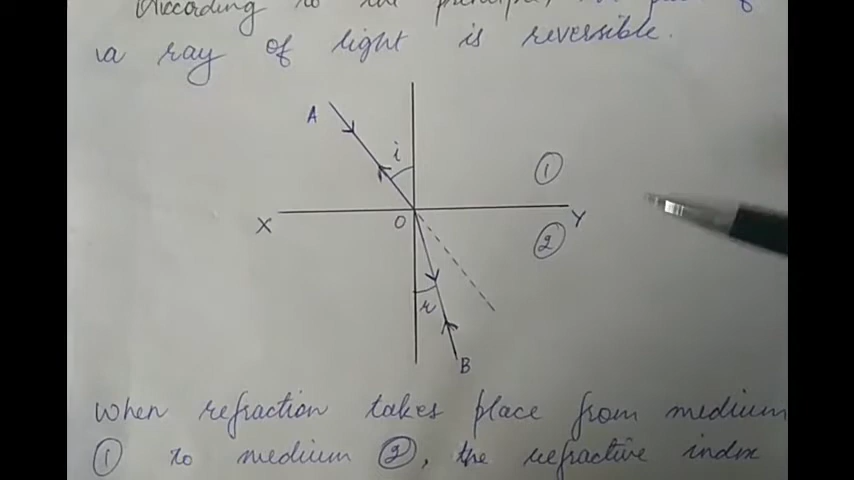 According to the principle, the path of
a ray of light is reversible.
A
i
①
X
O
Y
②
r
B
When refraction takes place from medium
① to medium ②, the refractive index